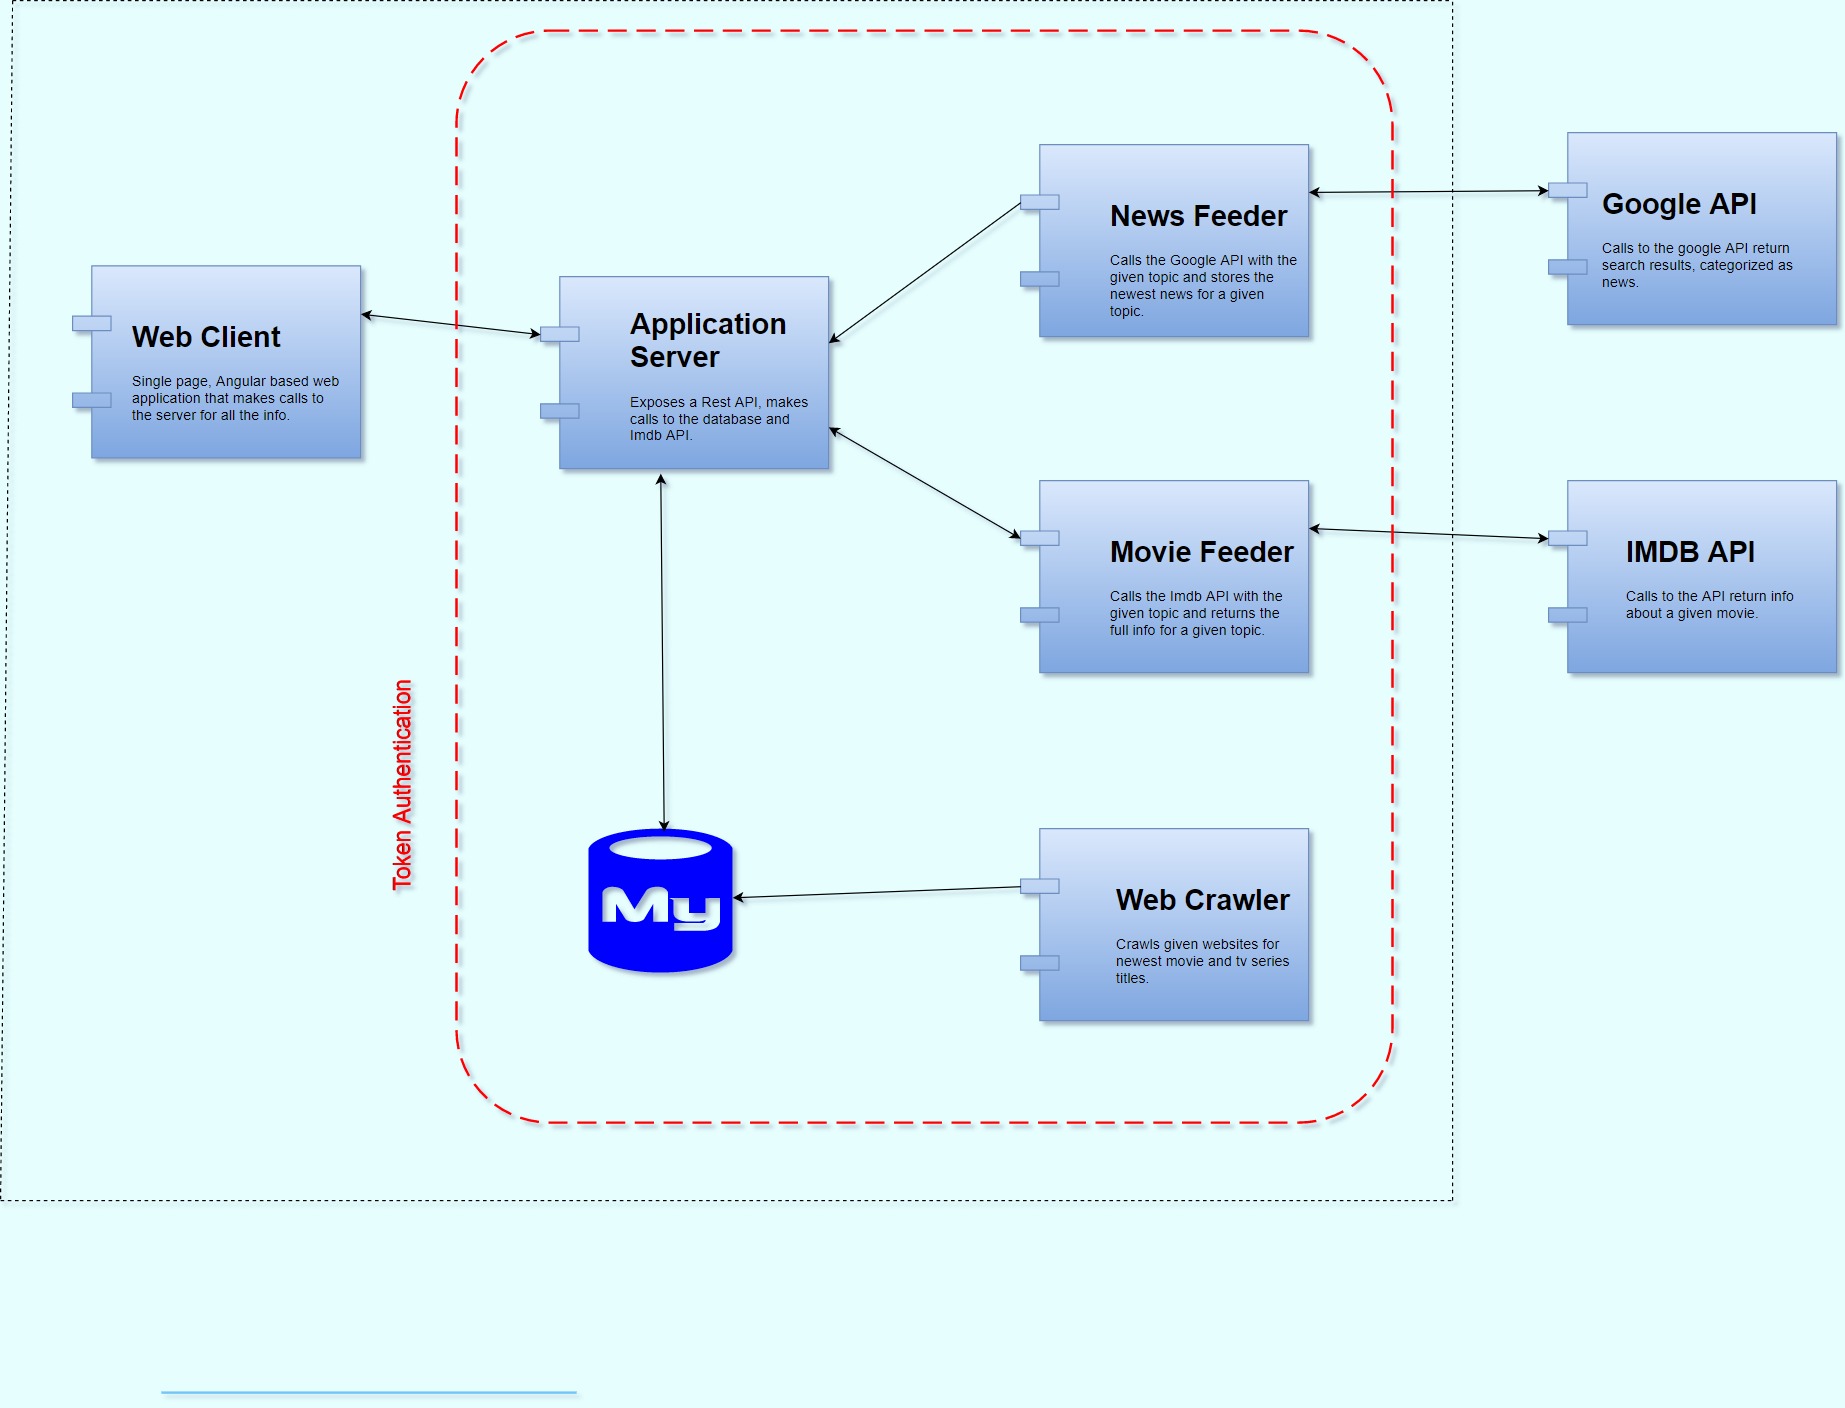 Web Client
Single page, Angular based web
application that makes calls to
the server for all the info.
Token Authentication
Application
Server
Exposes a Rest API, makes
calls to the database and
Imdb API.
My
News Feeder
Calls the Google API with the
given topic and stores the
newest news for a given
topic.
Movie Feeder
Calls the Imdb API with the
given topic and returns the
full info for a given topic.
Web Crawler
Crawls given websites for
newest movie and tv series
titles.
Google API
Calls to the google API return
search results, categorized as
news.
IMDB API
Calls to the API return info
about a given movie.